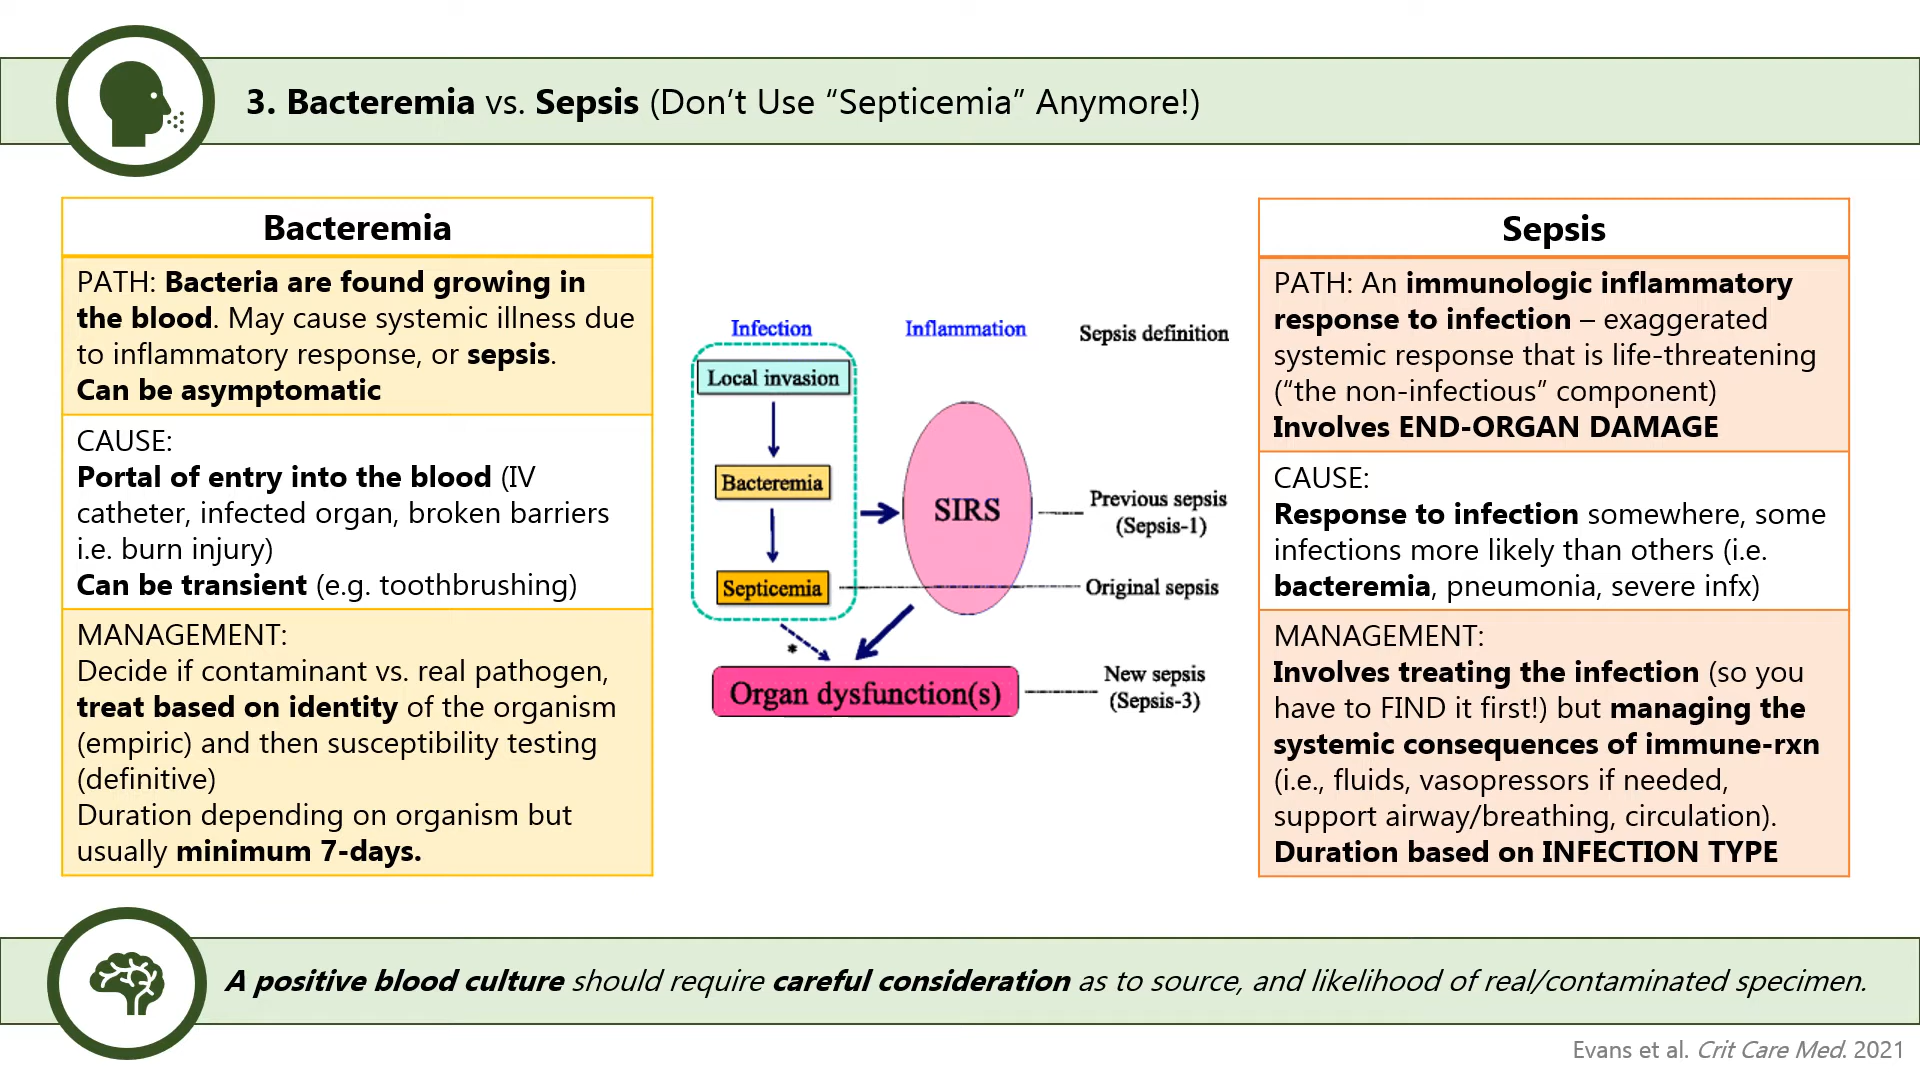 3. Bacteremia vs. Sepsis (Don't Use “Septicemia” Anymore!)
Bacteremia
PATH: Bacteria are found growing in
the blood. May cause systemic illness due
to inflammatory response, or sepsis.
Can be asymptomatic
CAUSE:
Portal of entry into the blood (IV
catheter, infected organ, broken barriers
i.e. burn injury)
Can be transient (e.g. toothbrushing)
MANAGEMENT:
Decide if contaminant vs. real pathogen,
treat based on identity of the organism
(empiric) and then susceptibility testing
(definitive)
Duration depending on organism but
usually minimum 7-days.
Infection
Inflammation
Sepsis definition
Local invasion
Bacteremia
SIRS
Previous sepsis
(Sepsis-1)
Septicemia
Original sepsis
*
Organ dysfunction(s)
New sepsis
(Sepsis-3)
Sepsis
PATH: An immunologic inflammatory
response to infection – exaggerated
systemic response that is life-threatening
(“the non-infectious” component)
Involves END-ORGAN DAMAGE
CAUSE:
Response to infection somewhere, some
infections more likely than others (i.e.
bacteremia, pneumonia, severe infx)
MANAGEMENT:
Involves treating the infection (so you
have to FIND it first!) but managing the
systemic consequences of immune-rxn
(i.e., fluids, vasopressors if needed,
support airway/breathing, circulation).
Duration based on INFECTION TYPE
A positive blood culture should require careful consideration as to source, and likelihood of real/contaminated specimen.
Evans et al. Crit Care Med. 2021